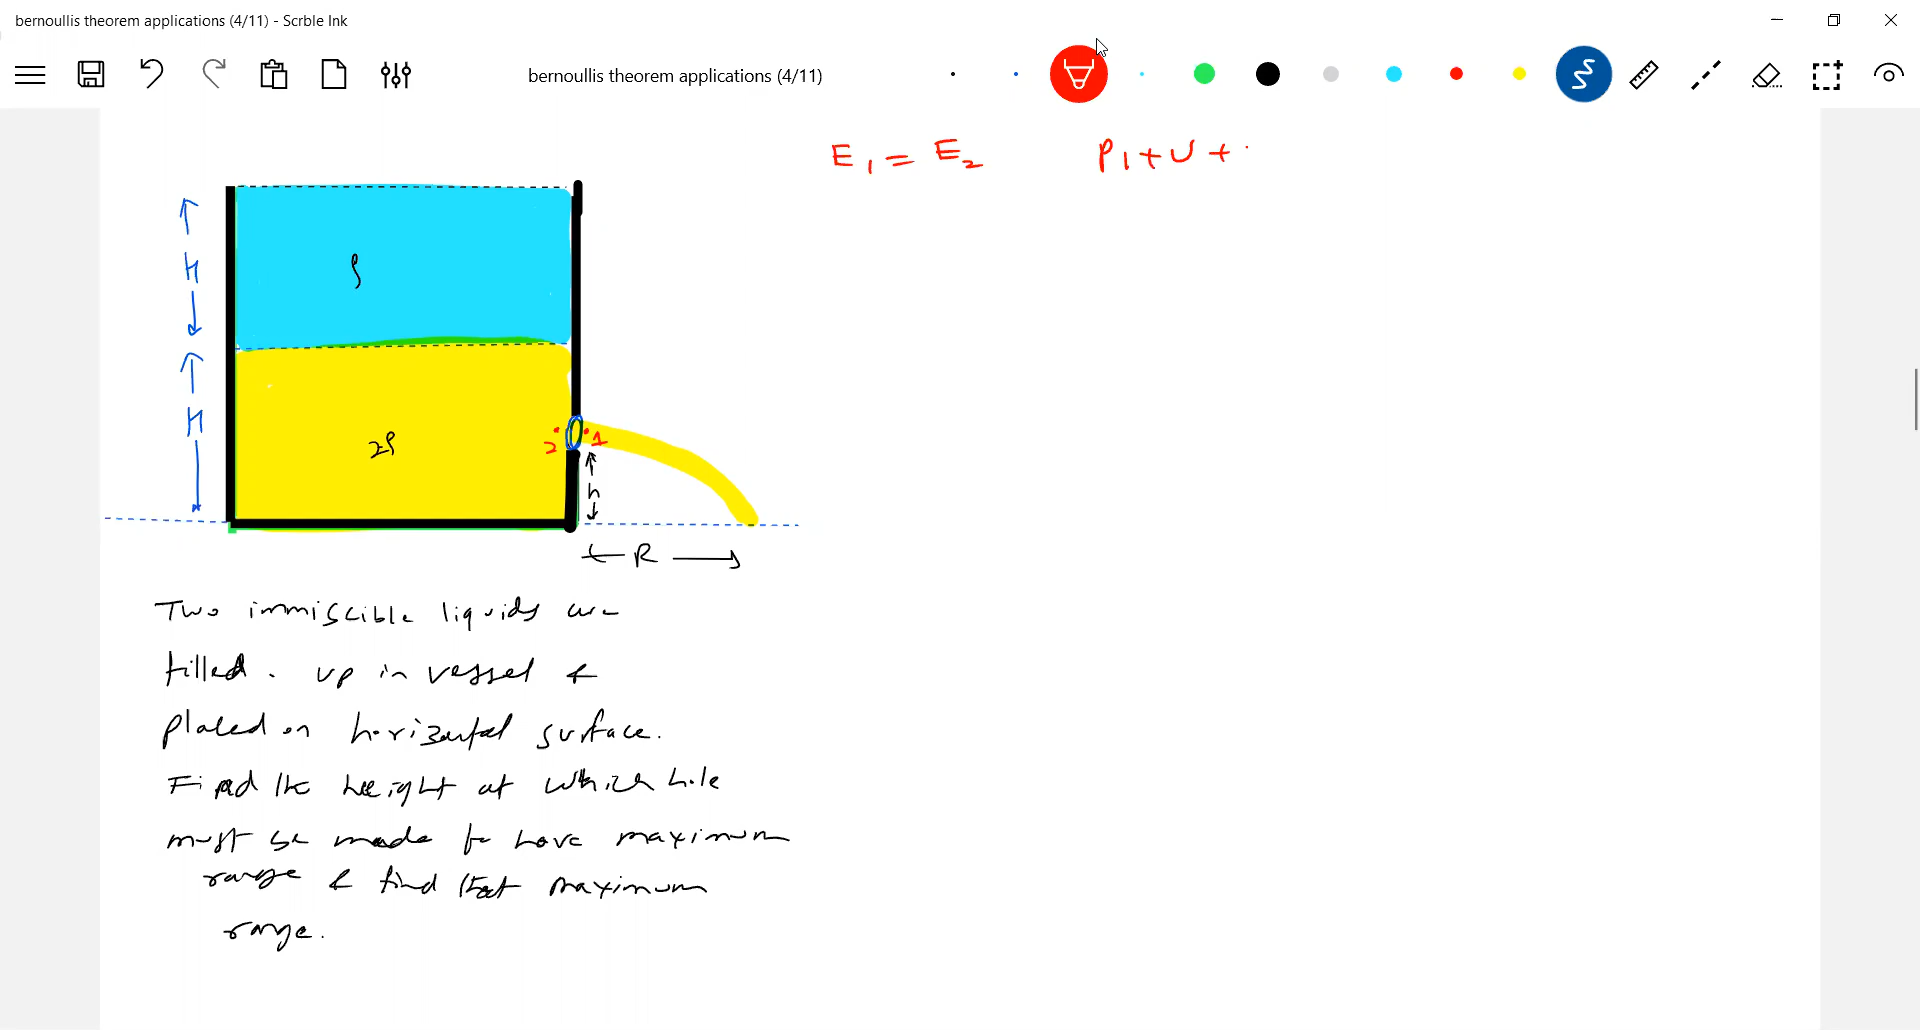 bernoullis theorem applications (4/11) - Scrble Ink
bernoullis theorem applications (4/11)
E₁ = E₂ P₁ + U +
H
ρ
H
2ρ
2 1
h
R
Two immiscible liquids are
filled. up in vessel &
placed on horizontal surface.
Find the height at which hole
must be made to have maximum
range & find that maximum
range.